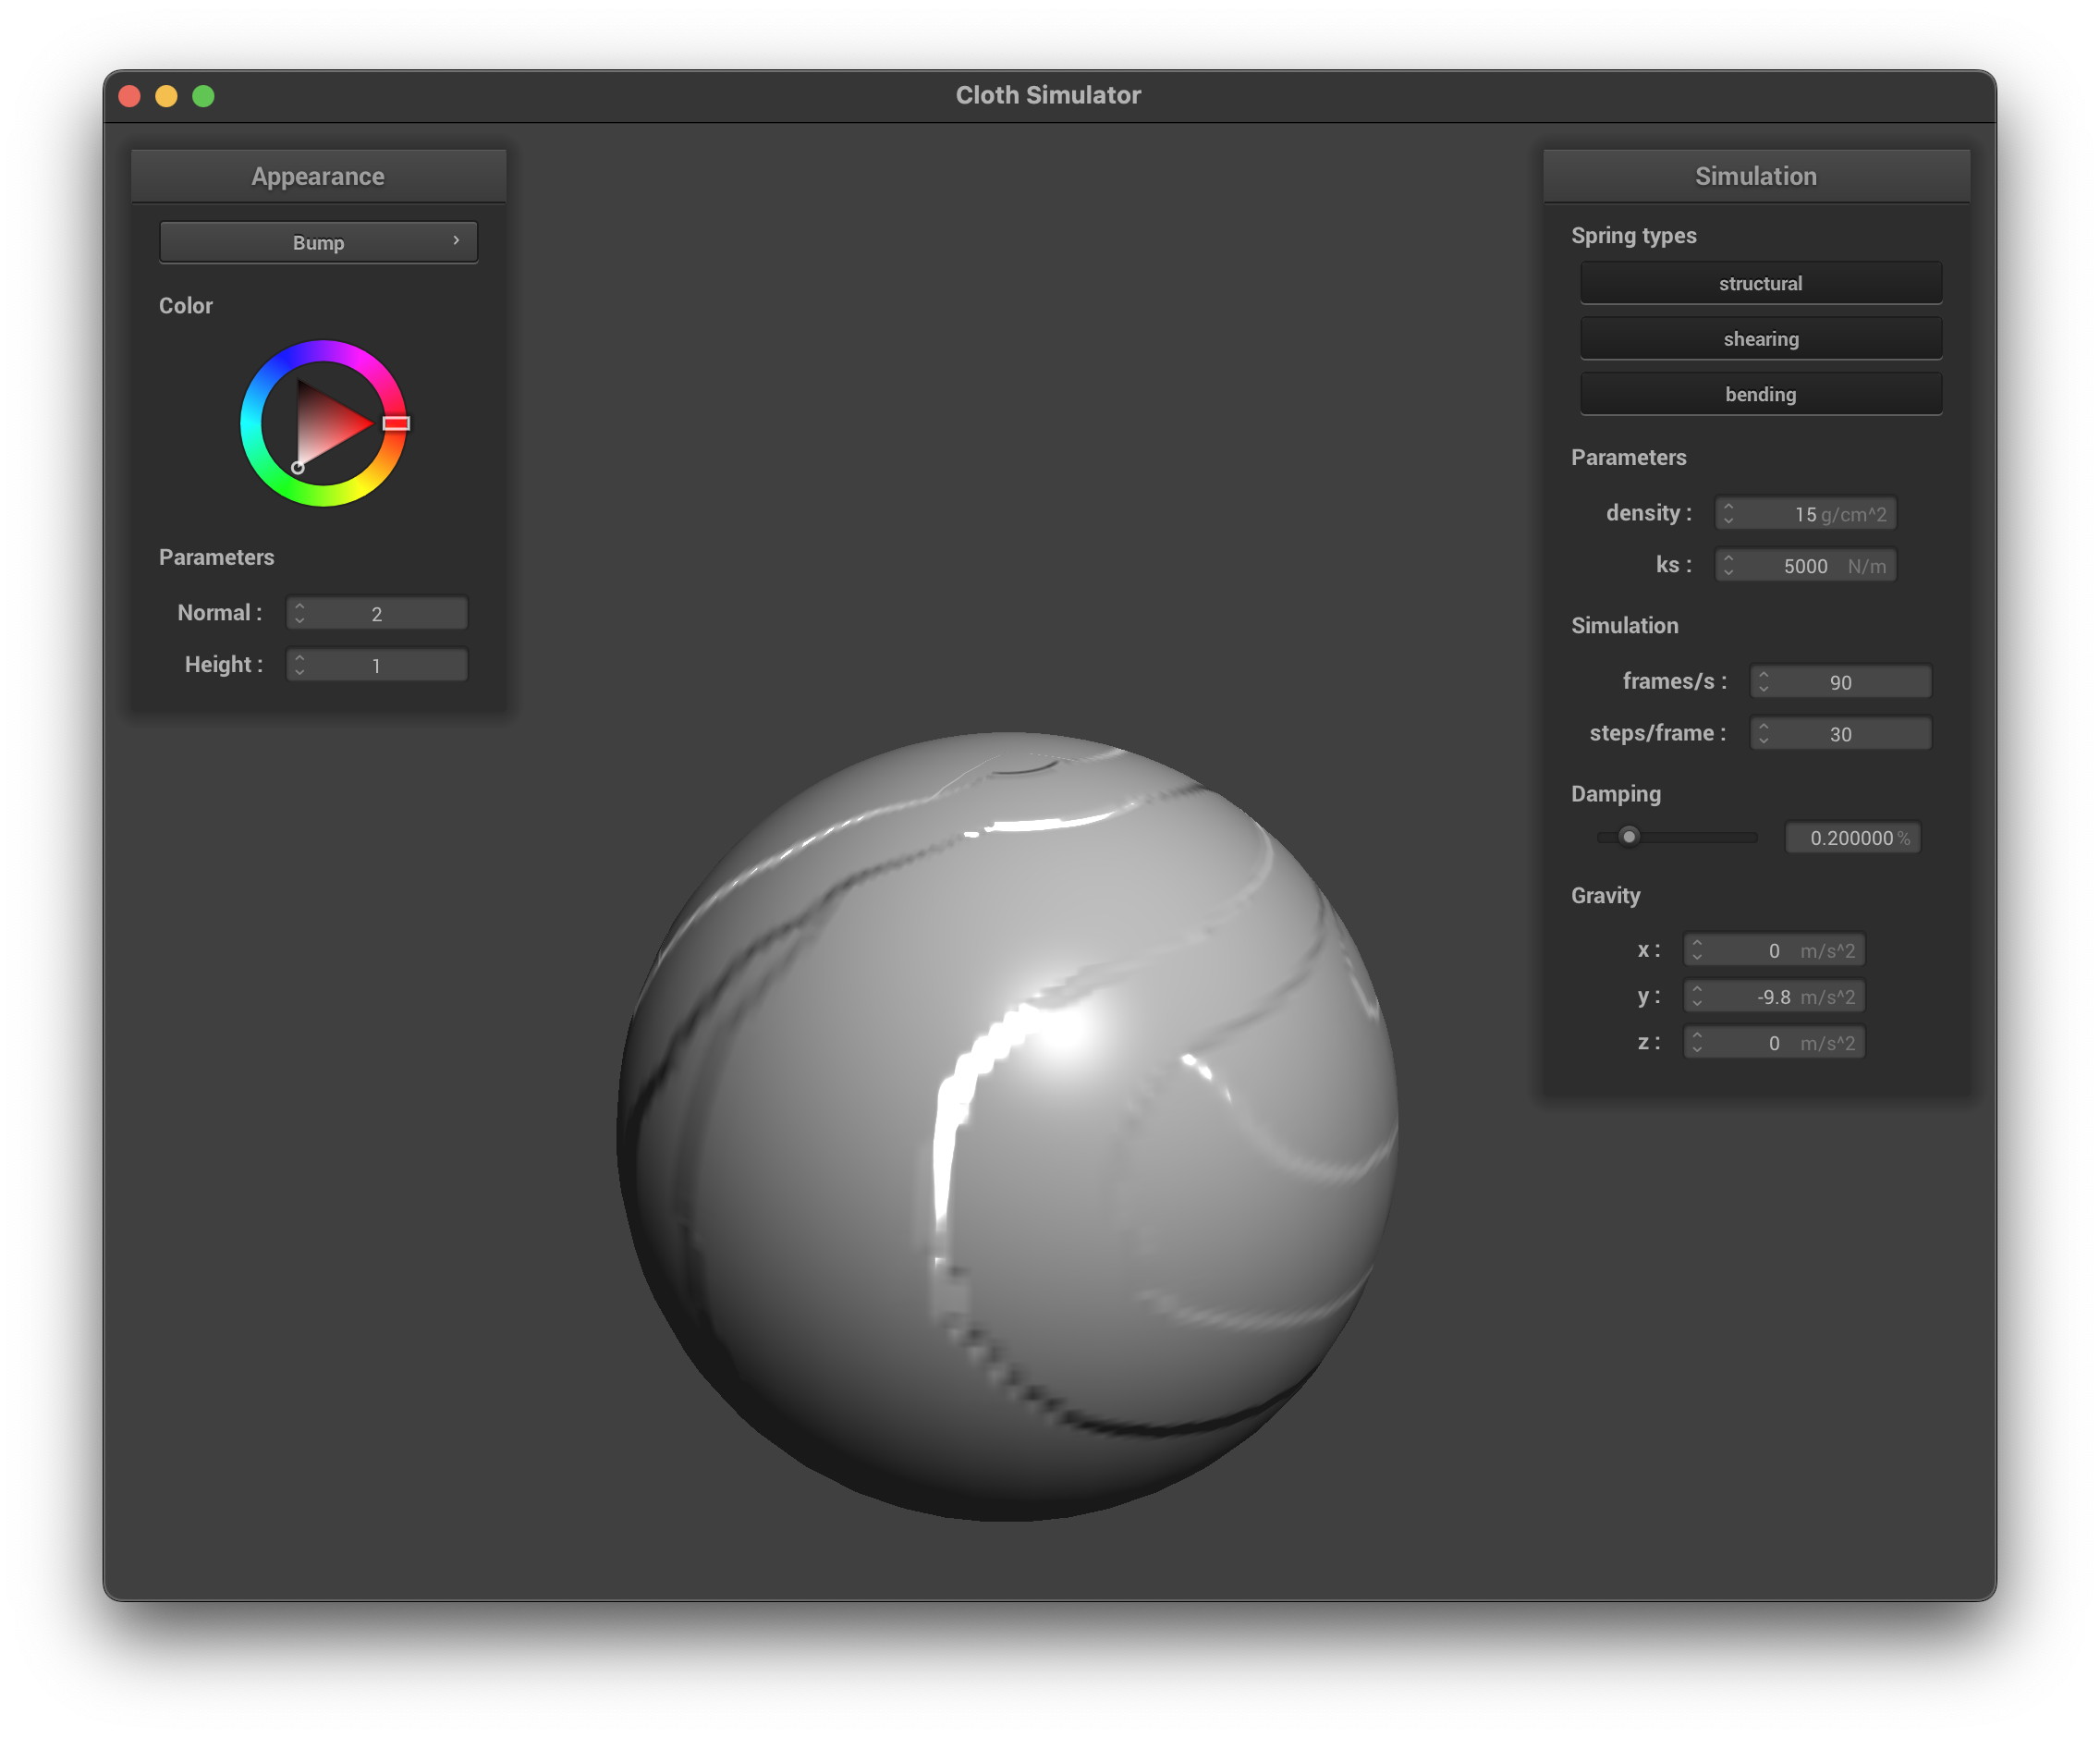 Cloth Simulator
Appearance
Bump
Color
Parameters
Normal : 2
Height : 1
Simulation
Spring types
structural
shearing
bending
Parameters
density : 15 g/cm^2
ks : 5000 N/m
Simulation
frames/s : 90
steps/frame : 30
Damping
0.200000 %
Gravity
x : 0 m/s^2
y : -9.8 m/s^2
z : 0 m/s^2